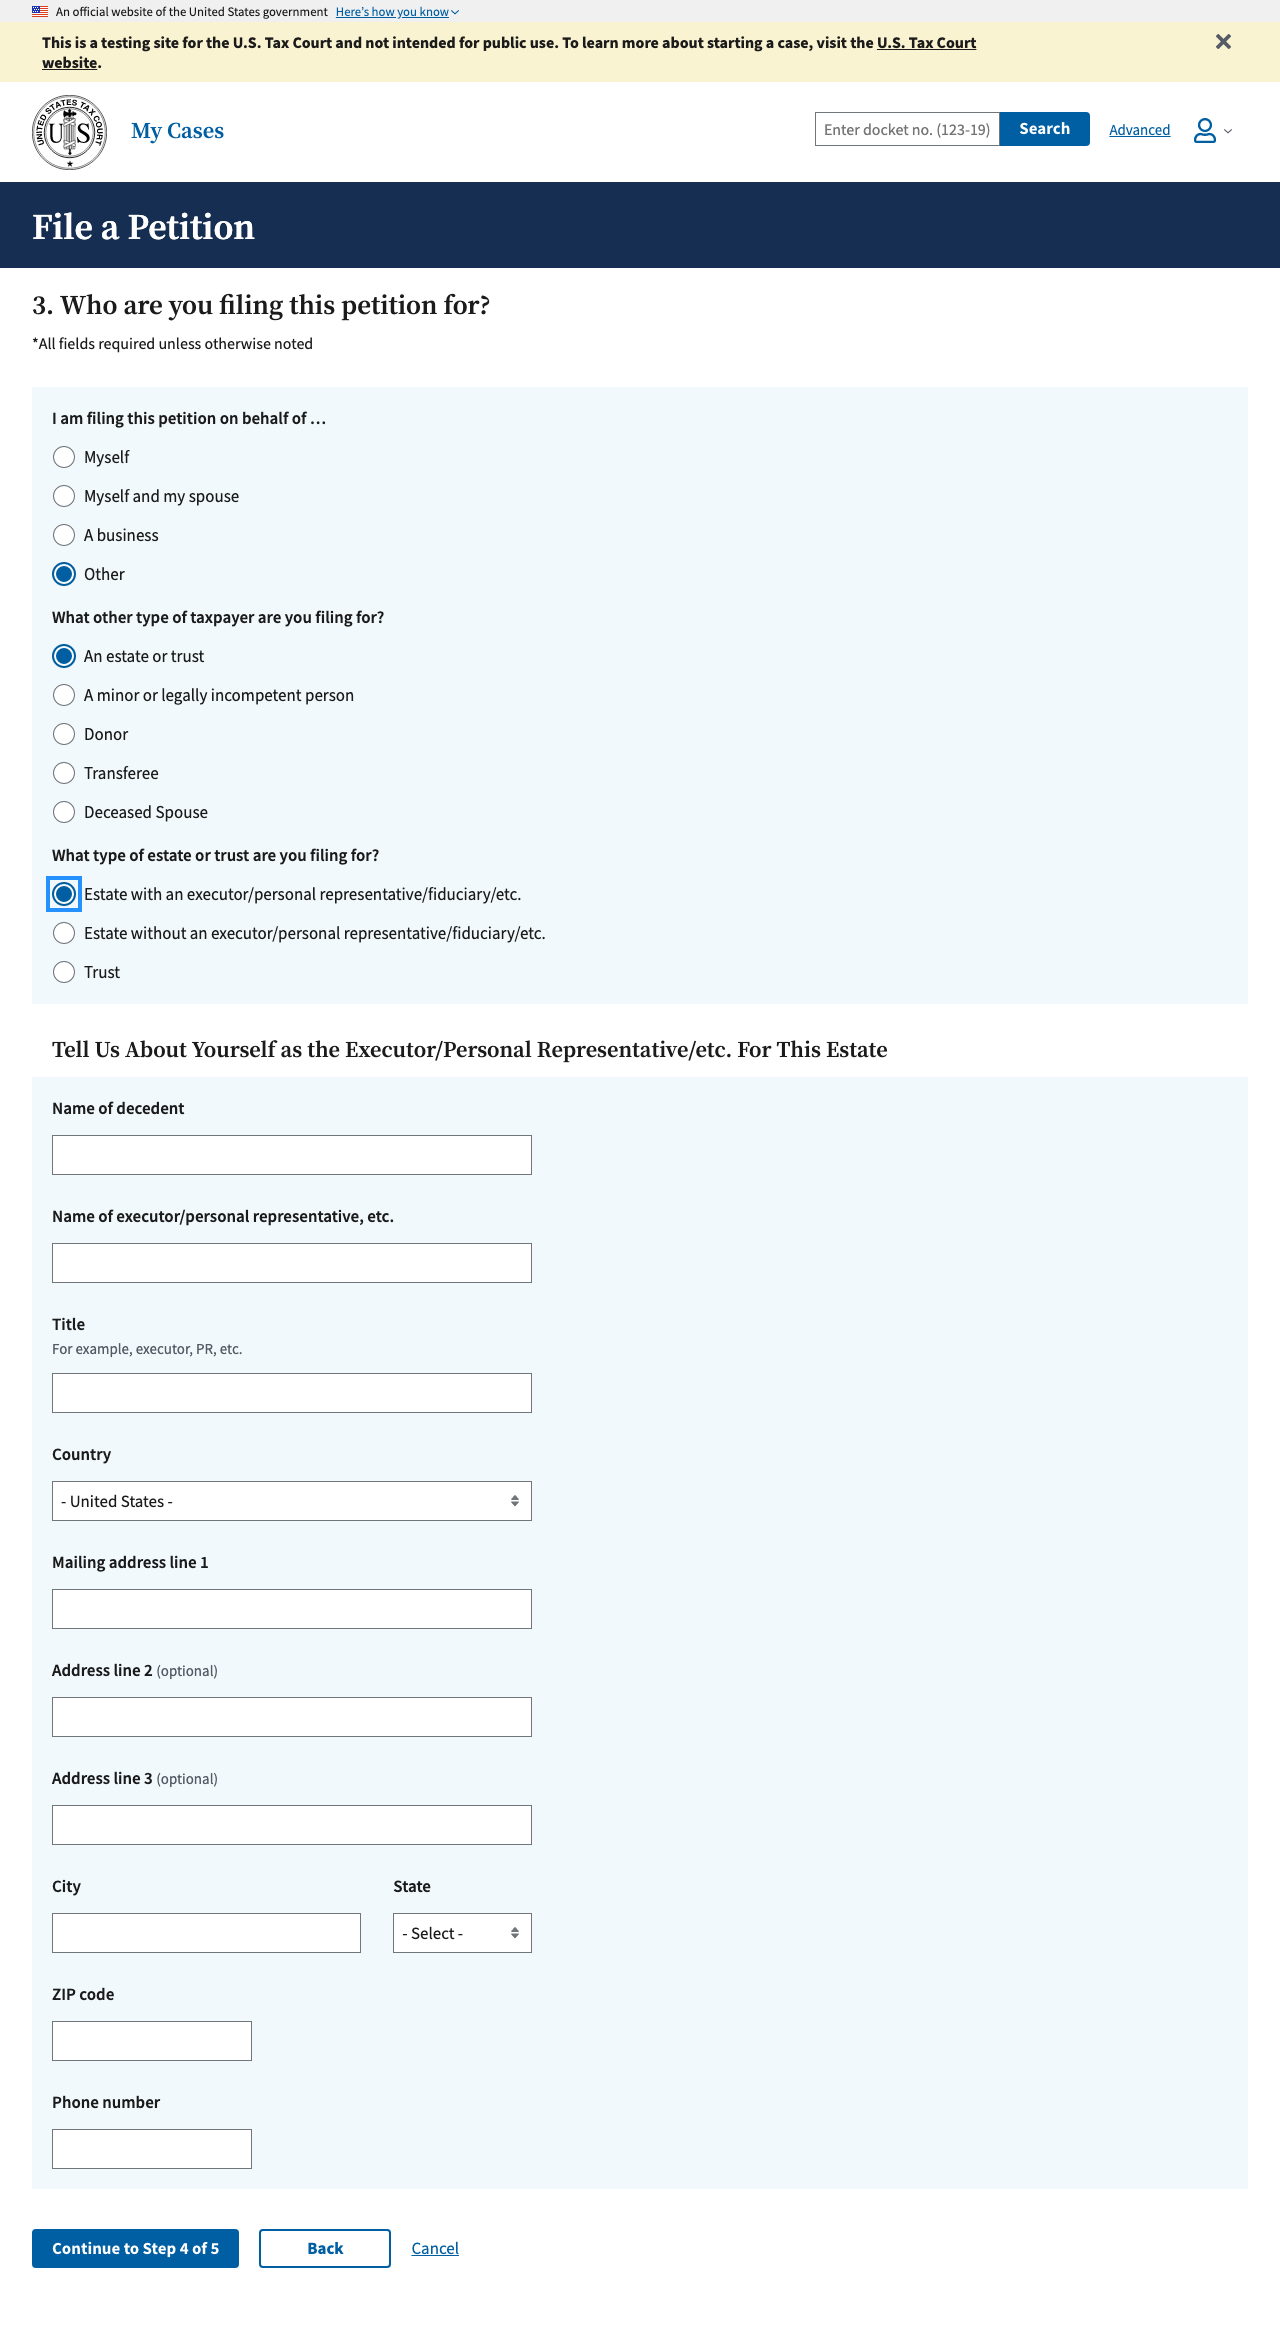 An official website of the United States government Here's how you know
This is a testing site for the U.S. Tax Court and not intended for public use. To learn more about starting a case, visit the U.S. Tax Court
website.
UNITED STATES TAX COURT
US
My Cases
Enter docket no. (123-19)
Search
Advanced
File a Petition
3. Who are you filing this petition for?
*All fields required unless otherwise noted
I am filing this petition on behalf of …
Myself
Myself and my spouse
A business
Other
What other type of taxpayer are you filing for?
An estate or trust
A minor or legally incompetent person
Donor
Transferee
Deceased Spouse
What type of estate or trust are you filing for?
Estate with an executor/personal representative/fiduciary/etc.
Estate without an executor/personal representative/fiduciary/etc.
Trust
Tell Us About Yourself as the Executor/Personal Representative/etc. For This Estate
Name of decedent
Name of executor/personal representative, etc.
Title
For example, executor, PR, etc.
Country
- United States -
Mailing address line 1
Address line 2 (optional)
Address line 3 (optional)
City
State
- Select -
ZIP code
Phone number
Continue to Step 4 of 5
Back
Cancel